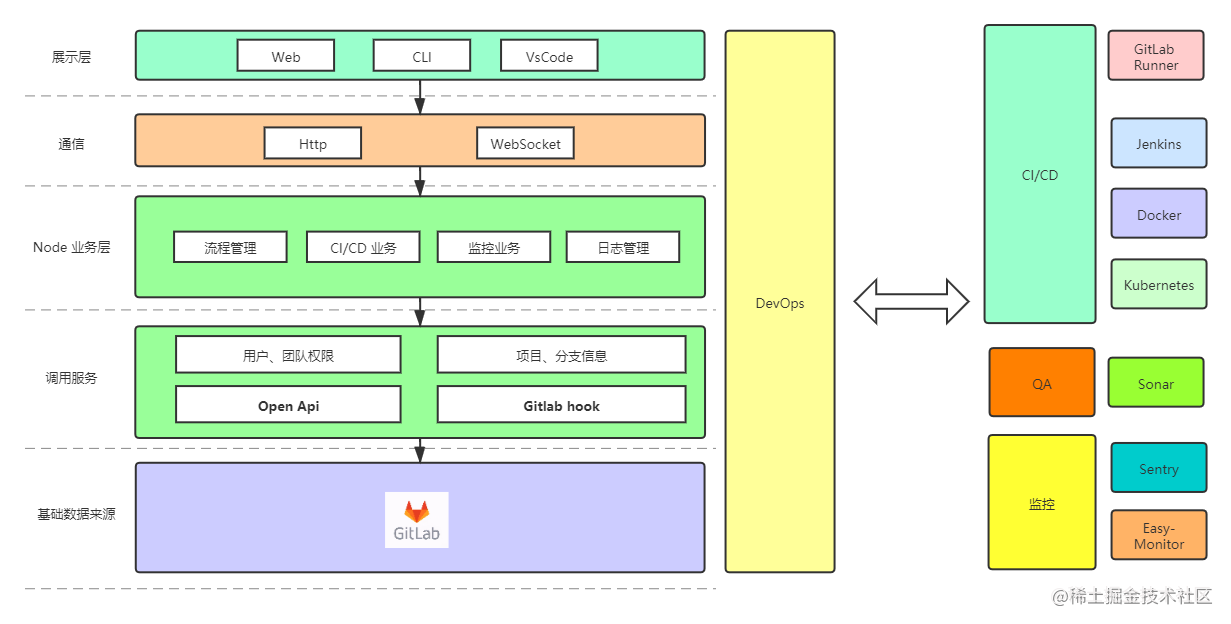 展示层
Web
CLI
VsCode
通信
Http
WebSocket
Node 业务层
流程管理
CI/CD 业务
监控业务
日志管理
调用服务
用户、团队权限
项目、分支信息
Open Api
Gitlab hook
基础数据来源
GitLab
DevOps
CI/CD
GitLab
Runner
Jenkins
Docker
Kubernetes
QA
Sonar
监控
Sentry
Easy-
Monitor
@稀土掘金技术社区